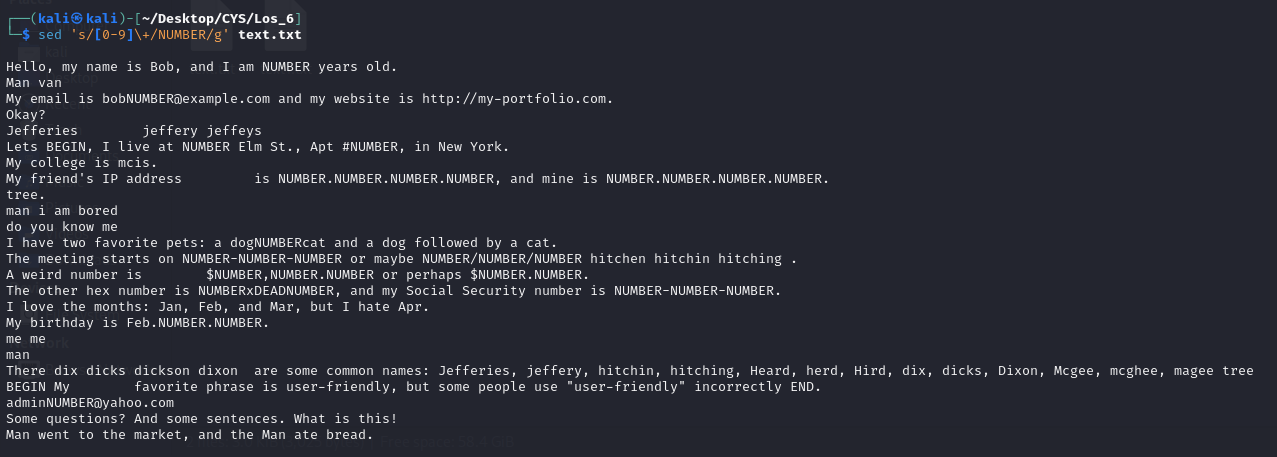 ┌──(kali㉿kali)-[~/Desktop/CYS/Los_6]
└─$ sed 's/[0-9]\+/NUMBER/g' text.txt
Hello, my name is Bob, and I am NUMBER years old.
Man van
My email is bobNUMBER@example.com and my website is http://my-portfolio.com.
Okay?
Jefferies        jeffery jeffeys
Lets BEGIN, I live at NUMBER Elm St., Apt #NUMBER, in New York.
My college is mcis.
My friend's IP address         is NUMBER.NUMBER.NUMBER.NUMBER, and mine is NUMBER.NUMBER.NUMBER.NUMBER.
tree.
man i am bored
do you know me
I have two favorite pets: a dogNUMBERcat and a dog followed by a cat.
The meeting starts on NUMBER-NUMBER-NUMBER or maybe NUMBER/NUMBER/NUMBER hitchen hitchin hitching .
A weird number is        $NUMBER,NUMBER.NUMBER or perhaps $NUMBER.NUMBER.
The other hex number is NUMBERxDEADNUMBER, and my Social Security number is NUMBER-NUMBER-NUMBER.
I love the months: Jan, Feb, and Mar, but I hate Apr.
My birthday is Feb.NUMBER.NUMBER.
me me
man
There dix dicks dickson dixon  are some common names: Jefferies, jeffery, hitchin, hitching, Heard, herd, Hird, dix, dicks, Dixon, Mcgee, mcghee, magee tree
BEGIN My        favorite phrase is user-friendly, but some people use "user-friendly" incorrectly END.
adminNUMBER@yahoo.com
Some questions? And some sentences. What is this!
Man went to the market, and the Man ate bread.